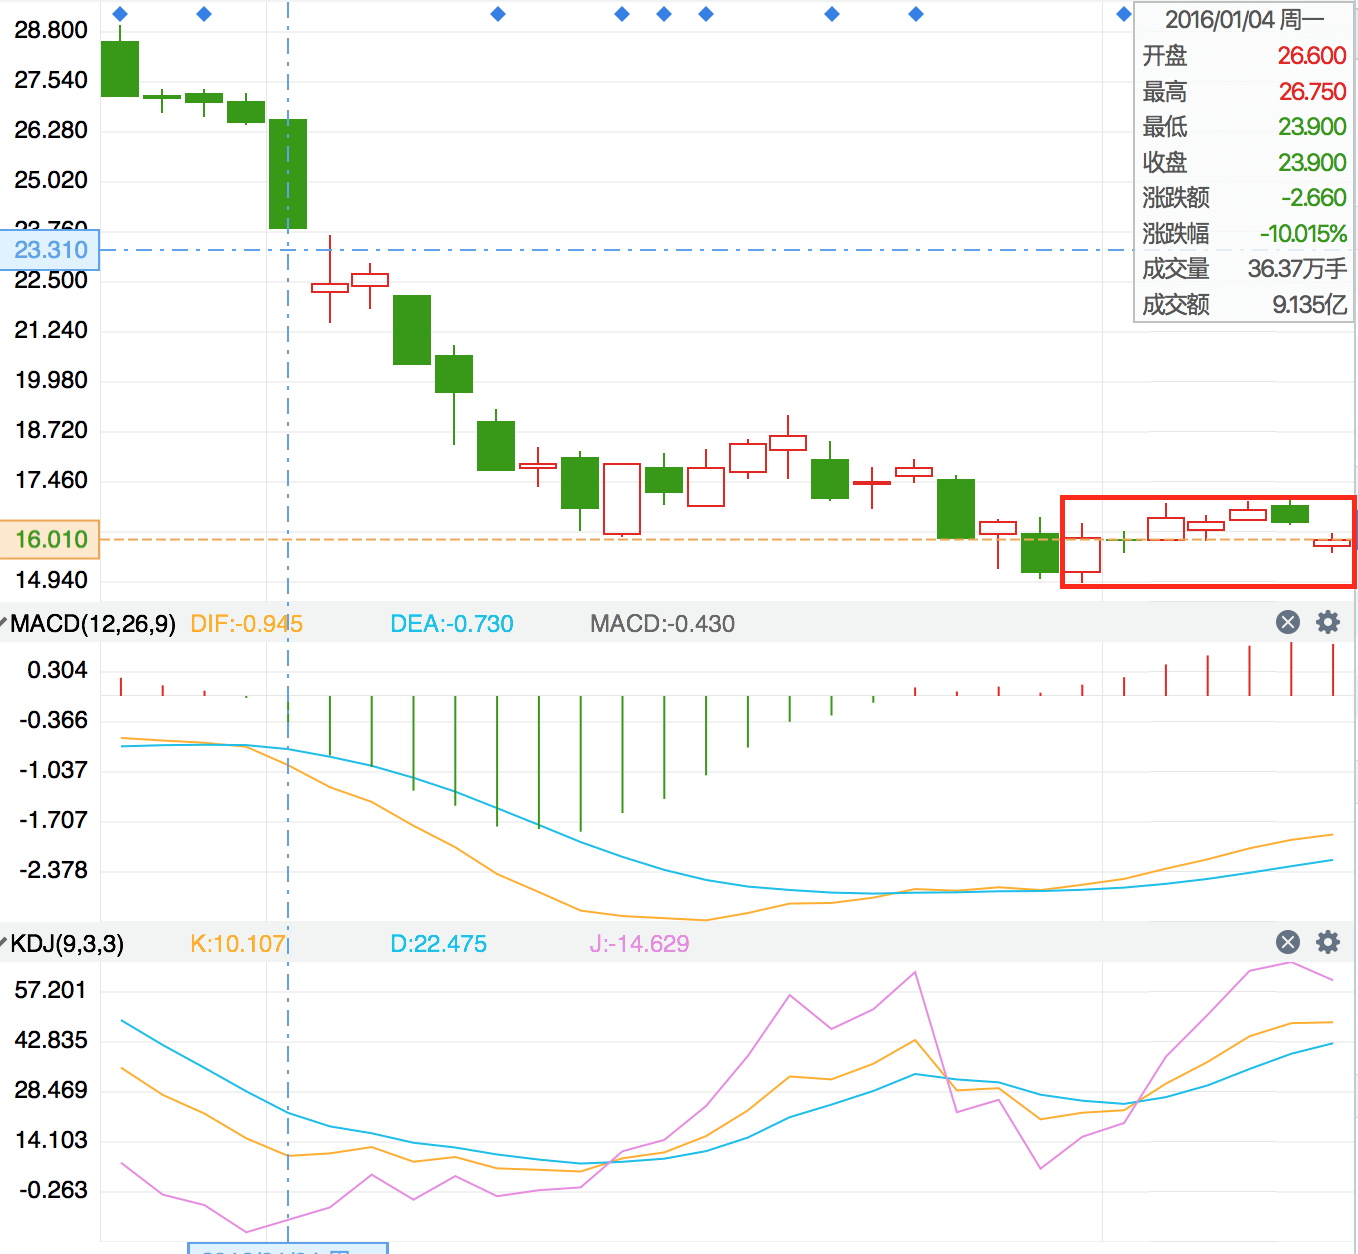 28.800
27.540
26.280
25.020
23.760
23.310
22.500
21.240
19.980
18.720
17.460
16.010
14.940
2016/01/04 周一
开盘 26.600
最高 26.750
最低 23.900
收盘 23.900
涨跌额 -2.660
涨跌幅 -10.015%
成交量 36.37万手
成交额 9.135亿
MACD(12,26,9) DIF:-0.945 DEA:-0.730 MACD:-0.430
0.304
-0.366
-1.037
-1.707
-2.378
KDJ(9,3,3) K:10.107 D:22.475 J:-14.629
57.201
42.835
28.469
14.103
-0.263
2016/01/04 周一